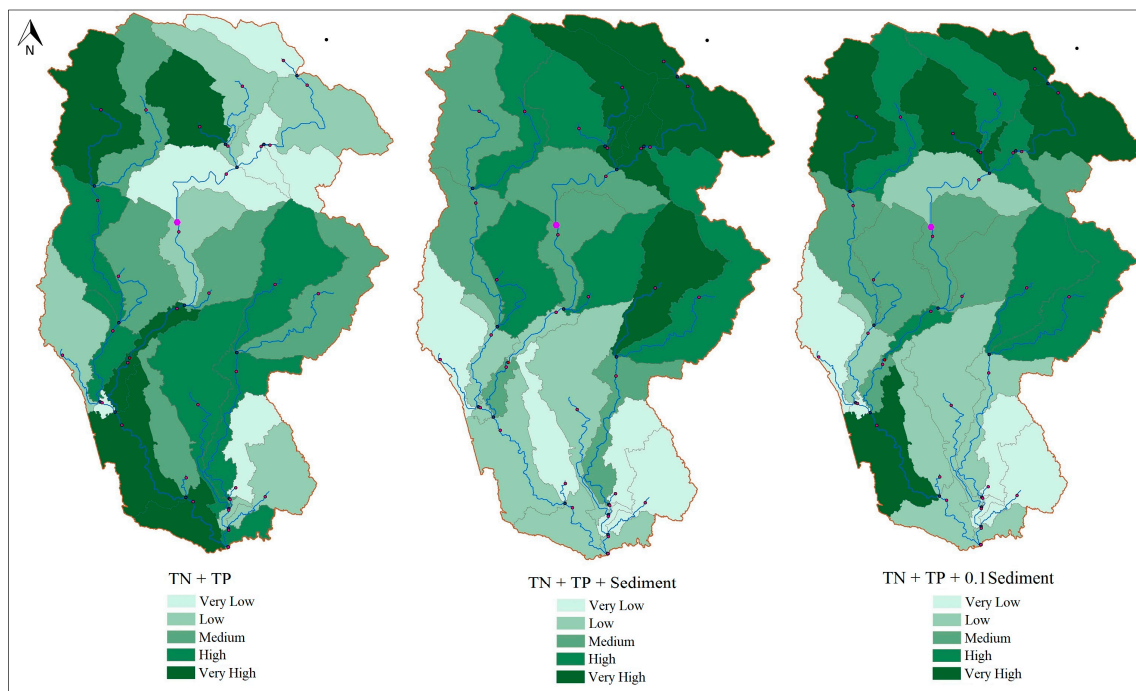 N
TN + TP
Very Low
Low
Medium
High
Very High
TN + TP + Sediment
Very Low
Low
Medium
High
Very High
TN + TP + 0.1Sediment
Very Low
Low
Medium
High
Very High